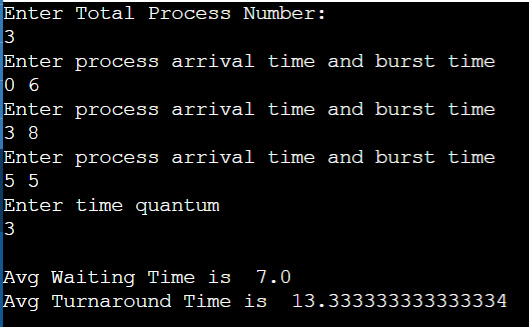 Enter Total Process Number:
3
Enter process arrival time and burst time
0 6
Enter process arrival time and burst time
3 8
Enter process arrival time and burst time
5 5
Enter time quantum
3
Avg Waiting Time is  7.0
Avg Turnaround Time is  13.333333333333334